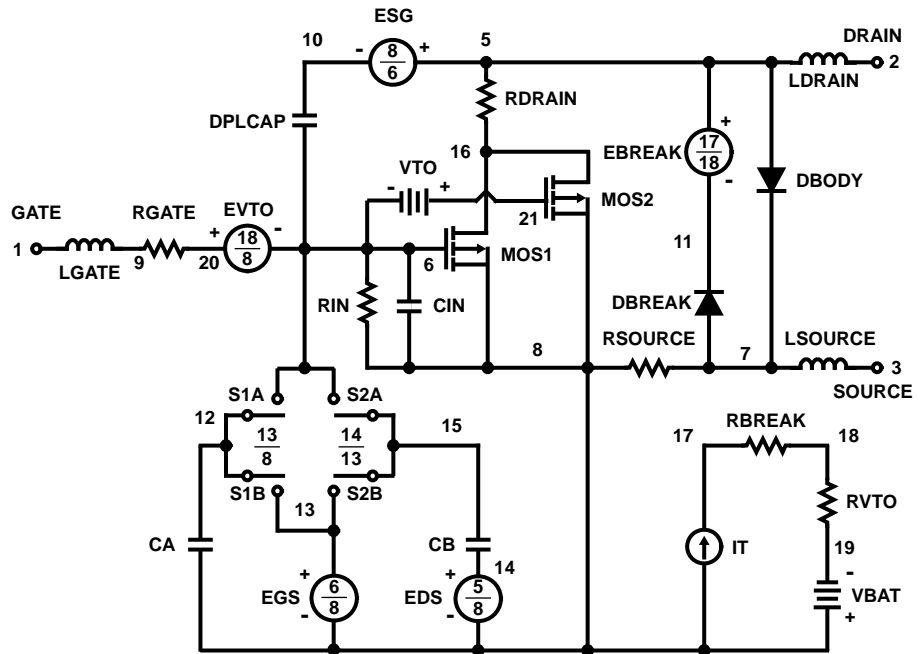 ESG
10 - 8 + 5 DRAIN
6 2
LDRAIN
DPLCAP RDRAIN
16 EBREAK + 17
18 -
DBODY
- VTO +
MOS2
21
GATE RGATE EVTO
1 + 18 - 11
8
LGATE 9 20 6 MOS1
RIN CIN DBREAK
RSOURCE LSOURCE
8 7 3
SOURCE
S1A S2A
12 13 14 15 RBREAK
8 13 17 18
S1B S2B
13 RVTO
CA CB IT 19
14 -
+ + VBAT
EGS 6 EDS 5 +
- 8 - 8